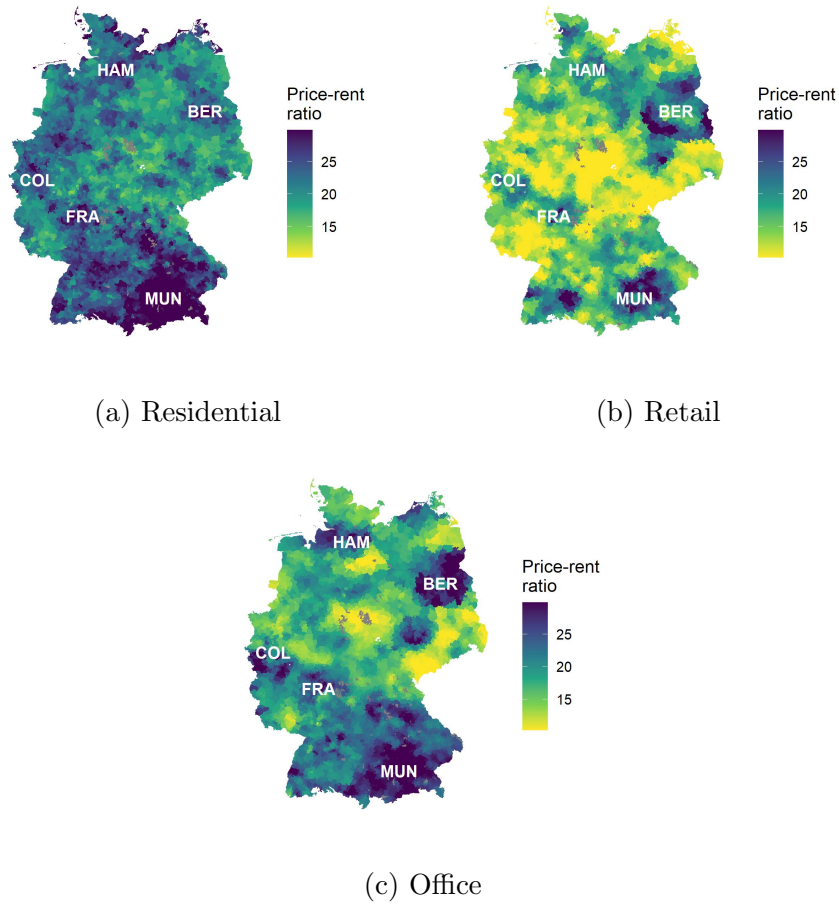 HAM
BER
COL
FRA
MUN
Price-rent
ratio
25
20
15
(a) Residential
HAM
BER
COL
FRA
MUN
Price-rent
ratio
25
20
15
(b) Retail
HAM
BER
COL
FRA
MUN
Price-rent
ratio
25
20
15
(c) Office